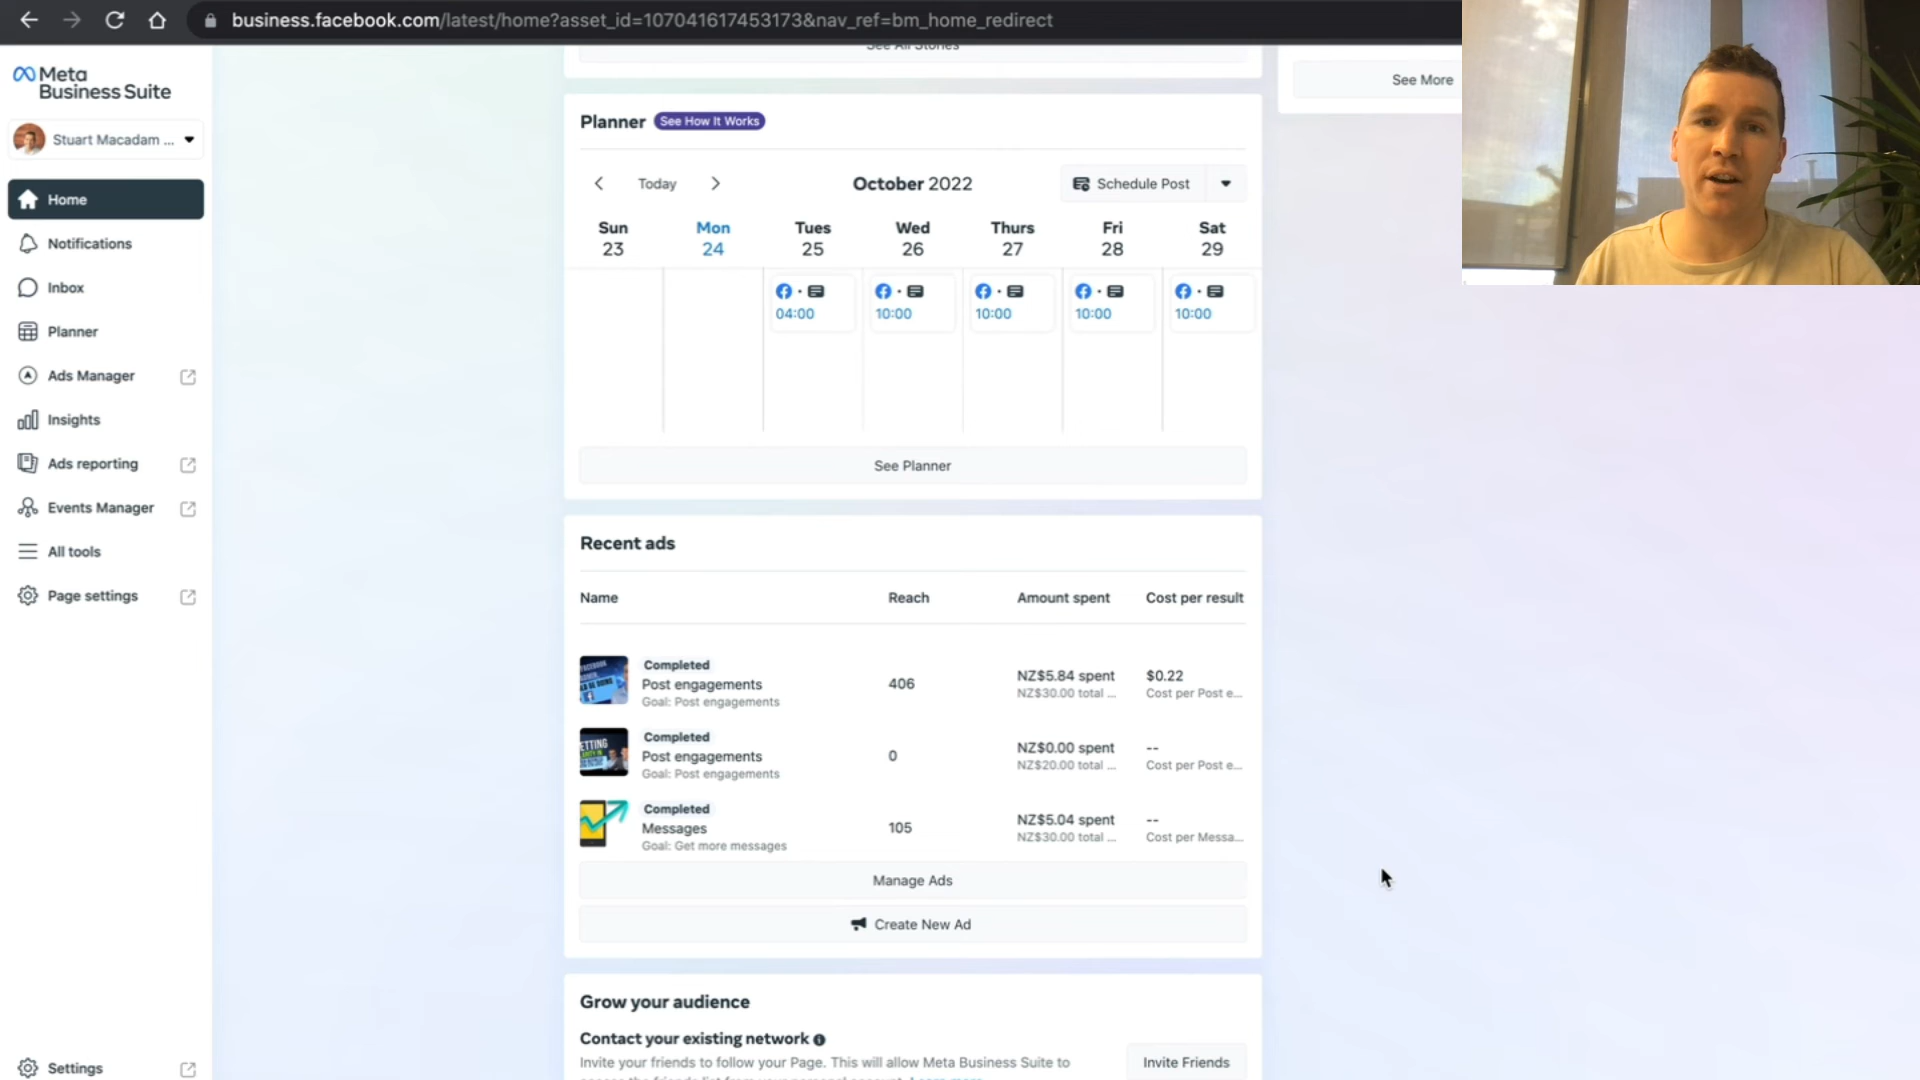 business.facebook.com/latest/home?asset_id=107041617453173&nav_ref=bm_home_redirect
Meta
Business Suite
Stuart Macadam ...
Home
Notifications
Inbox
Planner
Ads Manager
Insights
Ads reporting
Events Manager
All tools
Page settings
Settings
See All Stories
See More
Planner See How It Works
Today
October 2022
Schedule Post
Sun Mon Tues Wed Thurs Fri Sat
23 24 25 26 27 28 29
04:00 10:00 10:00 10:00 10:00
See Planner
Recent ads
Name Reach Amount spent Cost per result
Completed
Post engagements
Goal: Post engagements
406
NZ$5.84 spent
NZ$30.00 total ...
$0.22
Cost per Post e...
Completed
Post engagements
Goal: Post engagements
0
NZ$0.00 spent
NZ$20.00 total ...
--
Cost per Post e...
Completed
Messages
Goal: Get more messages
105
NZ$5.04 spent
NZ$30.00 total ...
--
Cost per Messa...
Manage Ads
Create New Ad
Grow your audience
Contact your existing network
Invite your friends to follow your Page. This will allow Meta Business Suite to
Invite Friends